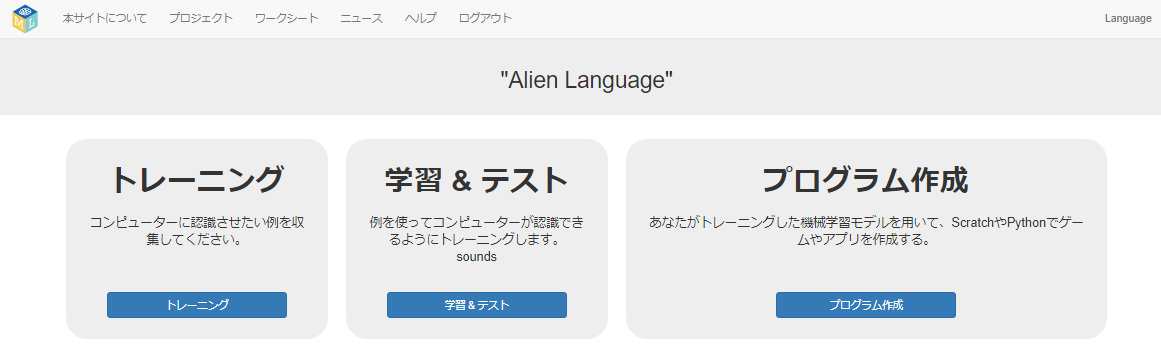 本サイトについて プロジェクト ワークシート ニュース ヘルプ ログアウト Language
"Alien Language"
トレーニング
コンピューターに認識させたい例を収
集してください。
トレーニング
学習 & テスト
例を使ってコンピューターが認識でき
るようにトレーニングします。
sounds
学習 & テスト
プログラム作成
あなたがトレーニングした機械学習モデルを用いて、ScratchやPythonでゲー
ムやアプリを作成する。
プログラム作成